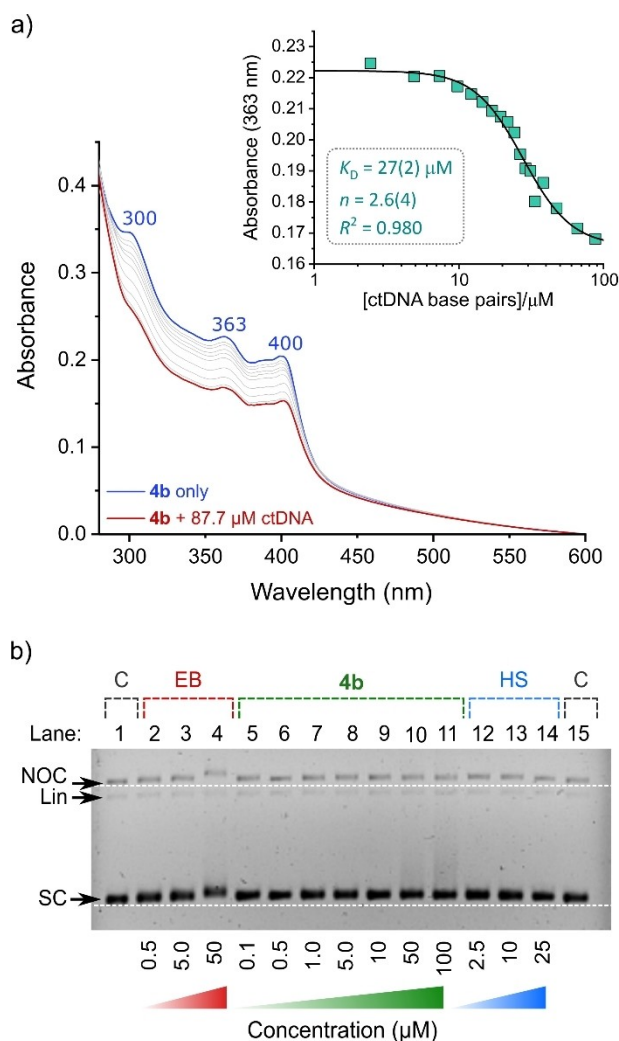 a)
Absorbance (363 nm)
0.23
0.22
0.21
0.20
0.19
0.18
0.17
0.16
K_D = 27(2) μM
n = 2.6(4)
R² = 0.980
1 10 100
[ctDNA base pairs]/μM
Absorbance
0.4
0.3
0.2
0.1
0.0
300
363
400
4b only
4b + 87.7 μM ctDNA
300 350 400 450 500 550 600
Wavelength (nm)
b)
C EB 4b HS C
Lane: 1 2 3 4 5 6 7 8 9 10 11 12 13 14 15
NOC
Lin
SC
0.5 5.0 50 0.1 0.5 1.0 5.0 10 50 100 2.5 10 25
Concentration (μM)